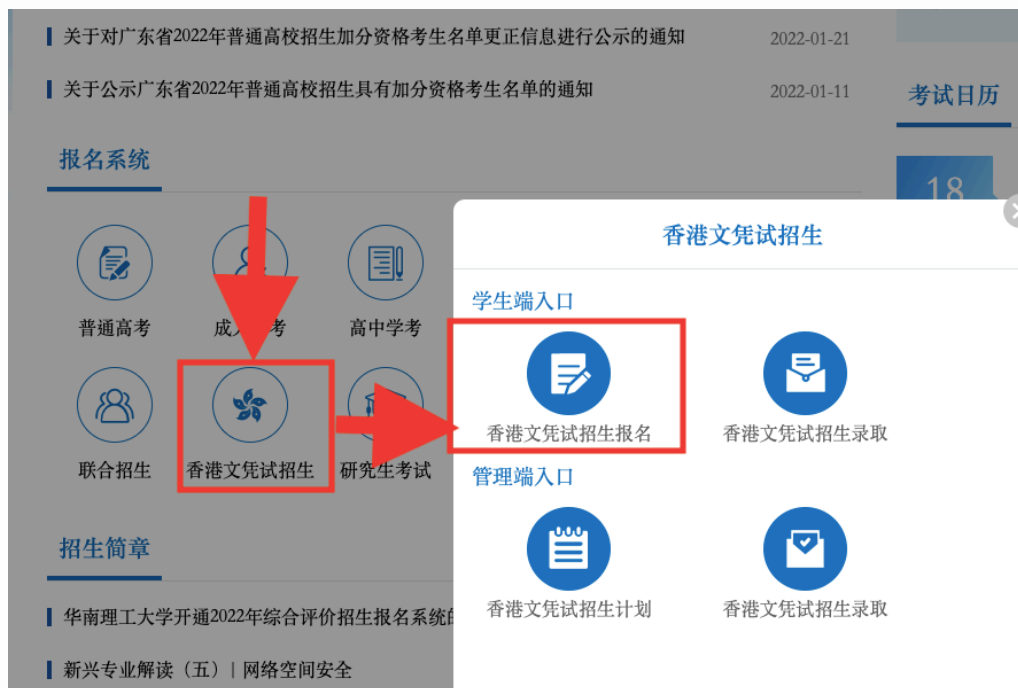 关于对广东省2022年普通高校招生加分资格考生名单更正信息进行公示的通知 2022-01-21
关于公示广东省2022年普通高校招生具有加分资格考生名单的通知 2022-01-11
考试日历
18
报名系统
普通高考
成 考
高中学考
联合招生
香港文凭试招生
研究生考试
香港文凭试招生
学生端入口
香港文凭试招生报名
香港文凭试招生录取
管理端入口
香港文凭试招生计划
香港文凭试招生录取
招生简章
华南理工大学开通2022年综合评价招生报名系统
新兴专业解读（五）| 网络空间安全